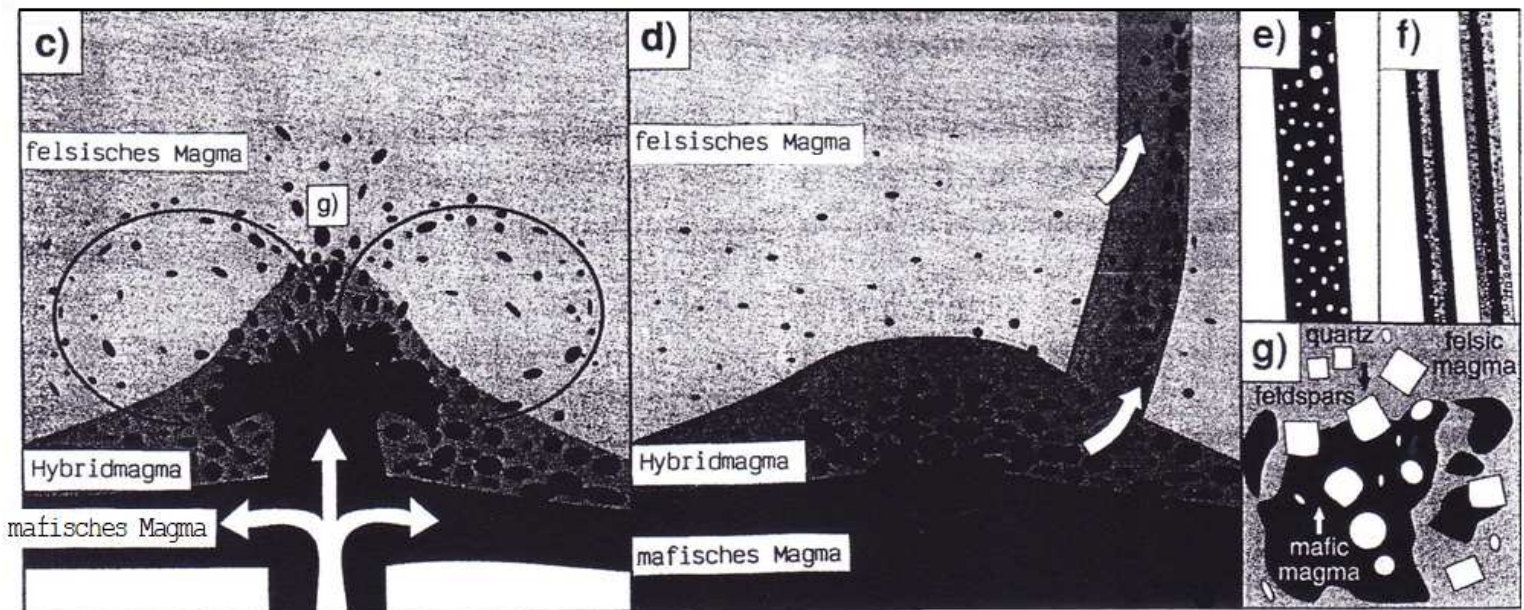 c)
felsisches Magma
g)
Hybridmagma
mafisches Magma
d)
felsisches Magma
Hybridmagma
mafisches Magma
e)
f)
g)
quartz
felsic
magma
feldspars
mafic
magma